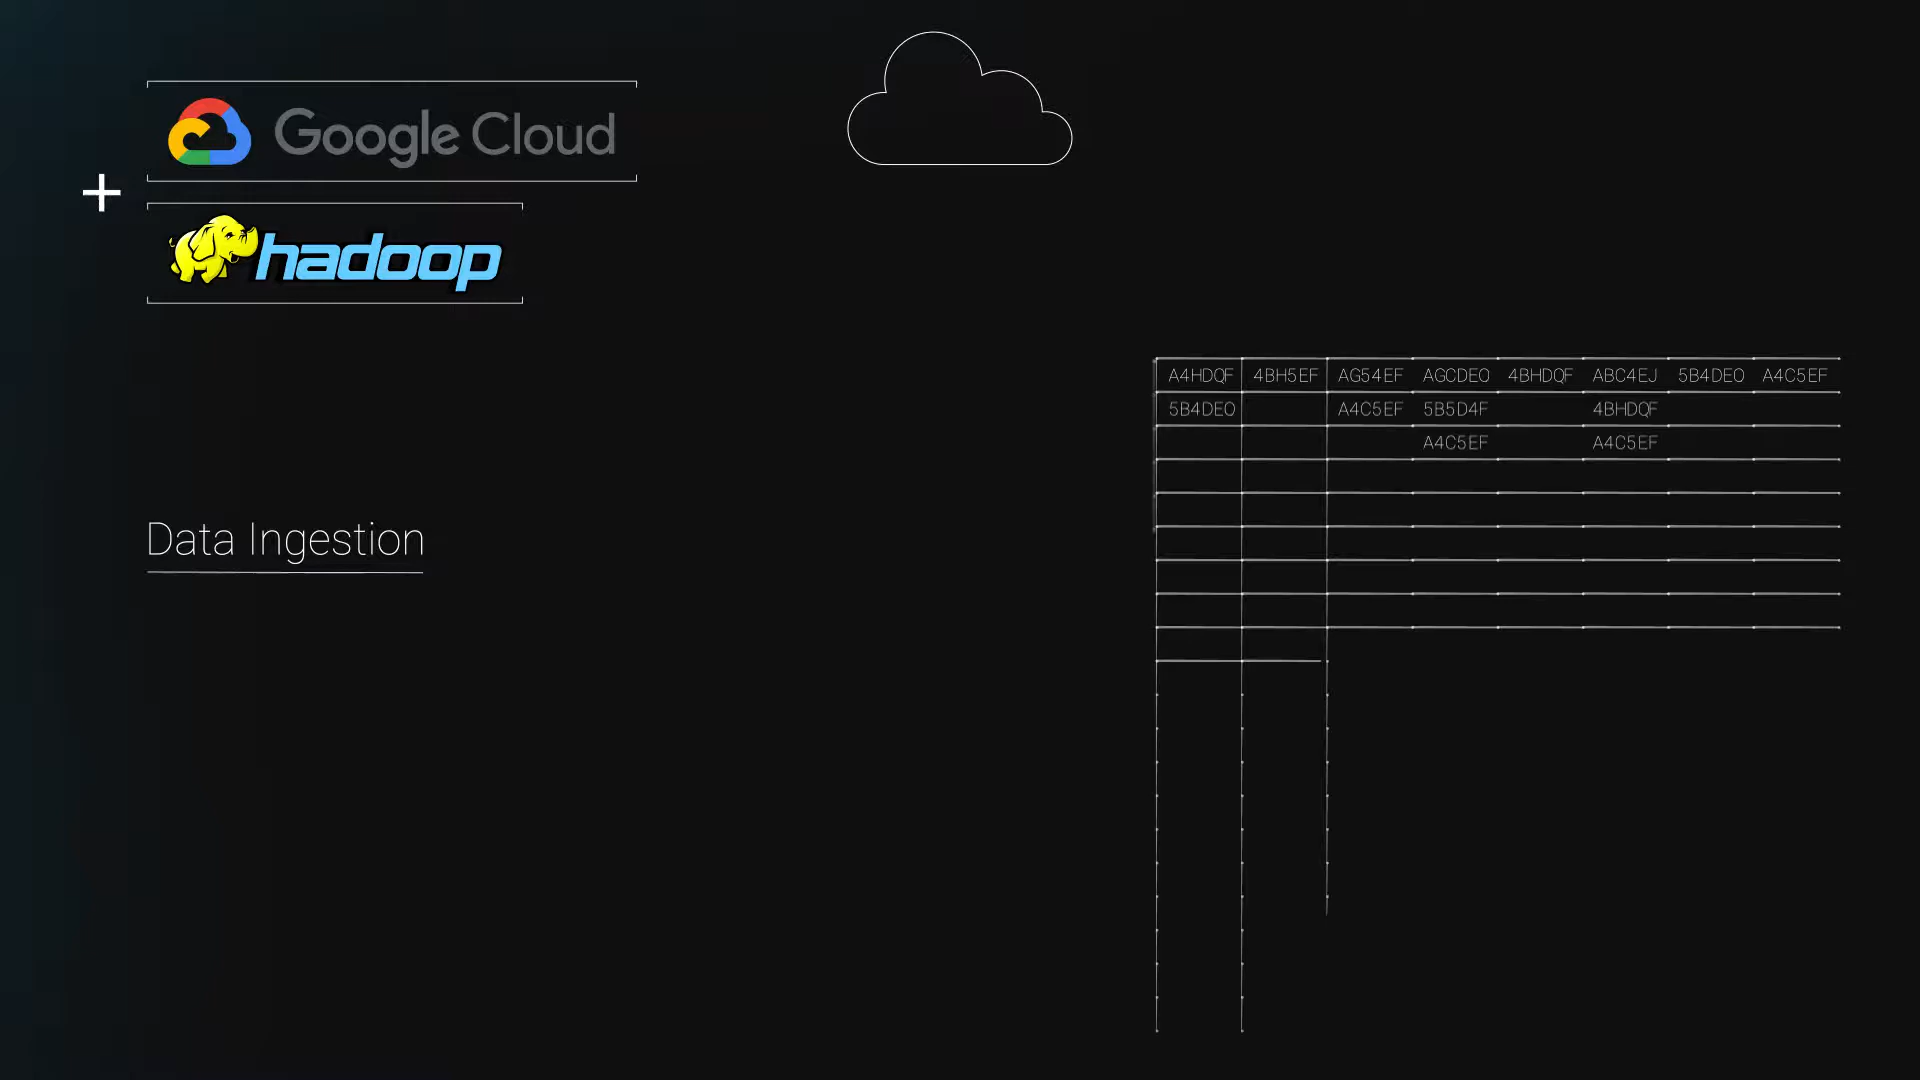 Google Cloud
+
hadoop
A4HDQF 4BH5EF AG54EF AGCDEO 4BHDQF ABC4EJ 5B4DEO A4C5EF
5B4DEO A4C5EF 5B5D4F 4BHDQF
A4C5EF A4C5EF
Data Ingestion